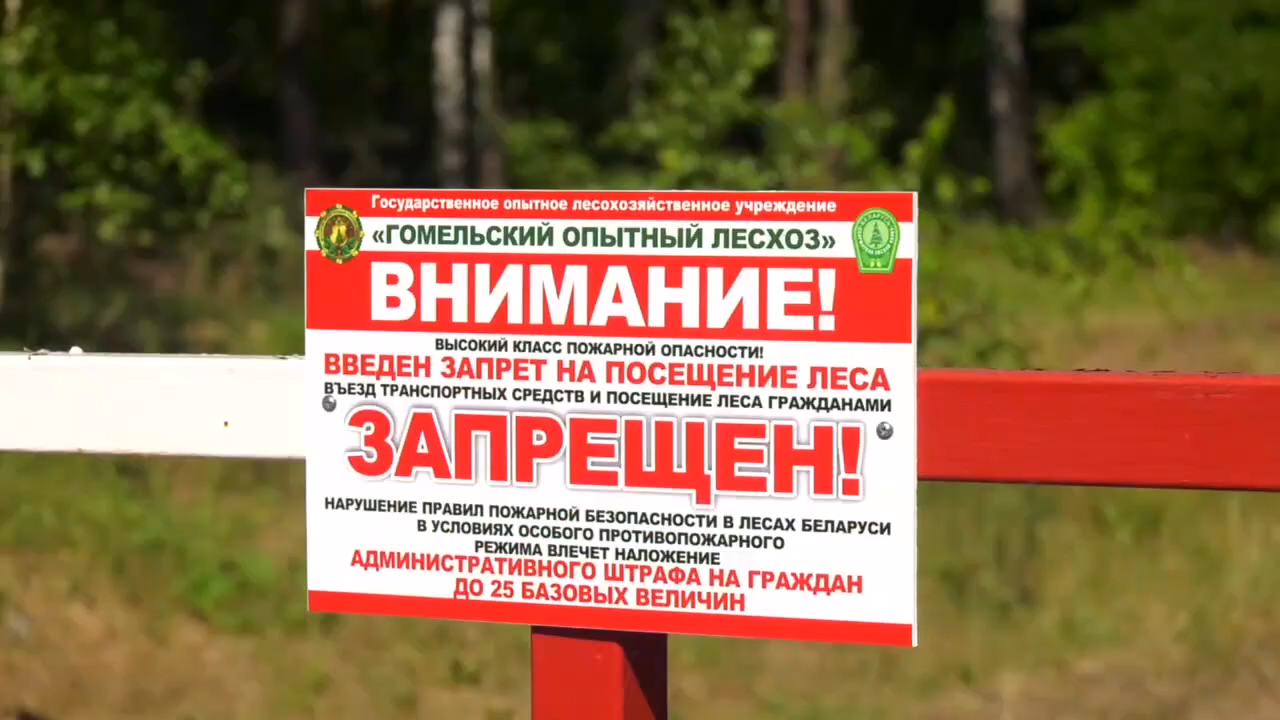 Государственное опытное лесохозяйственное учреждение
«ГОМЕЛЬСКИЙ ОПЫТНЫЙ ЛЕСХОЗ»
ВНИМАНИЕ!
ВЫСОКИЙ КЛАСС ПОЖАРНОЙ ОПАСНОСТИ!
ВВЕДЕН ЗАПРЕТ НА ПОСЕЩЕНИЕ ЛЕСА
ВЪЕЗД ТРАНСПОРТНЫХ СРЕДСТВ И ПОСЕЩЕНИЕ ЛЕСА ГРАЖДАНАМИ
ЗАПРЕЩЕН!
НАРУШЕНИЕ ПРАВИЛ ПОЖАРНОЙ БЕЗОПАСНОСТИ В ЛЕСАХ БЕЛАРУСИ
В УСЛОВИЯХ ОСОБОГО ПРОТИВОПОЖАРНОГО
РЕЖИМА ВЛЕЧЕТ НАЛОЖЕНИЕ
АДМИНИСТРАТИВНОГО ШТРАФА НА ГРАЖДАН
ДО 25 БАЗОВЫХ ВЕЛИЧИН